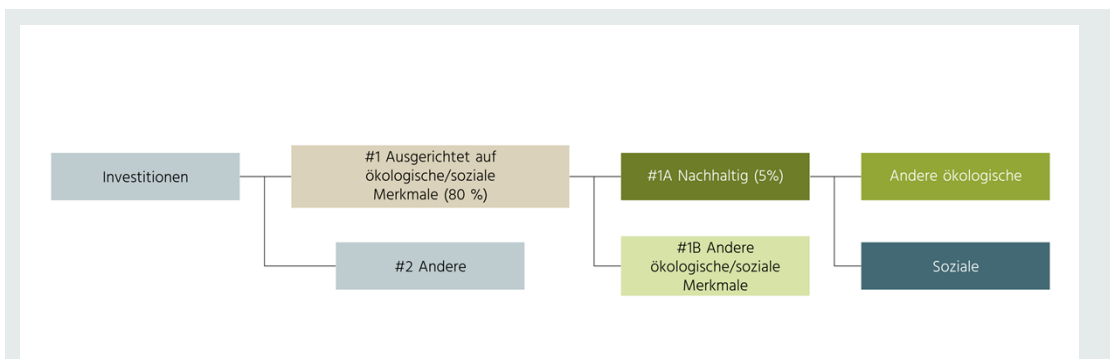 Investitionen
#1 Ausgerichtet auf
ökologische/soziale
Merkmale (80 %)
#1A Nachhaltig (5%)
Andere ökologische
#2 Andere
#1B Andere
ökologische/soziale
Merkmale
Soziale